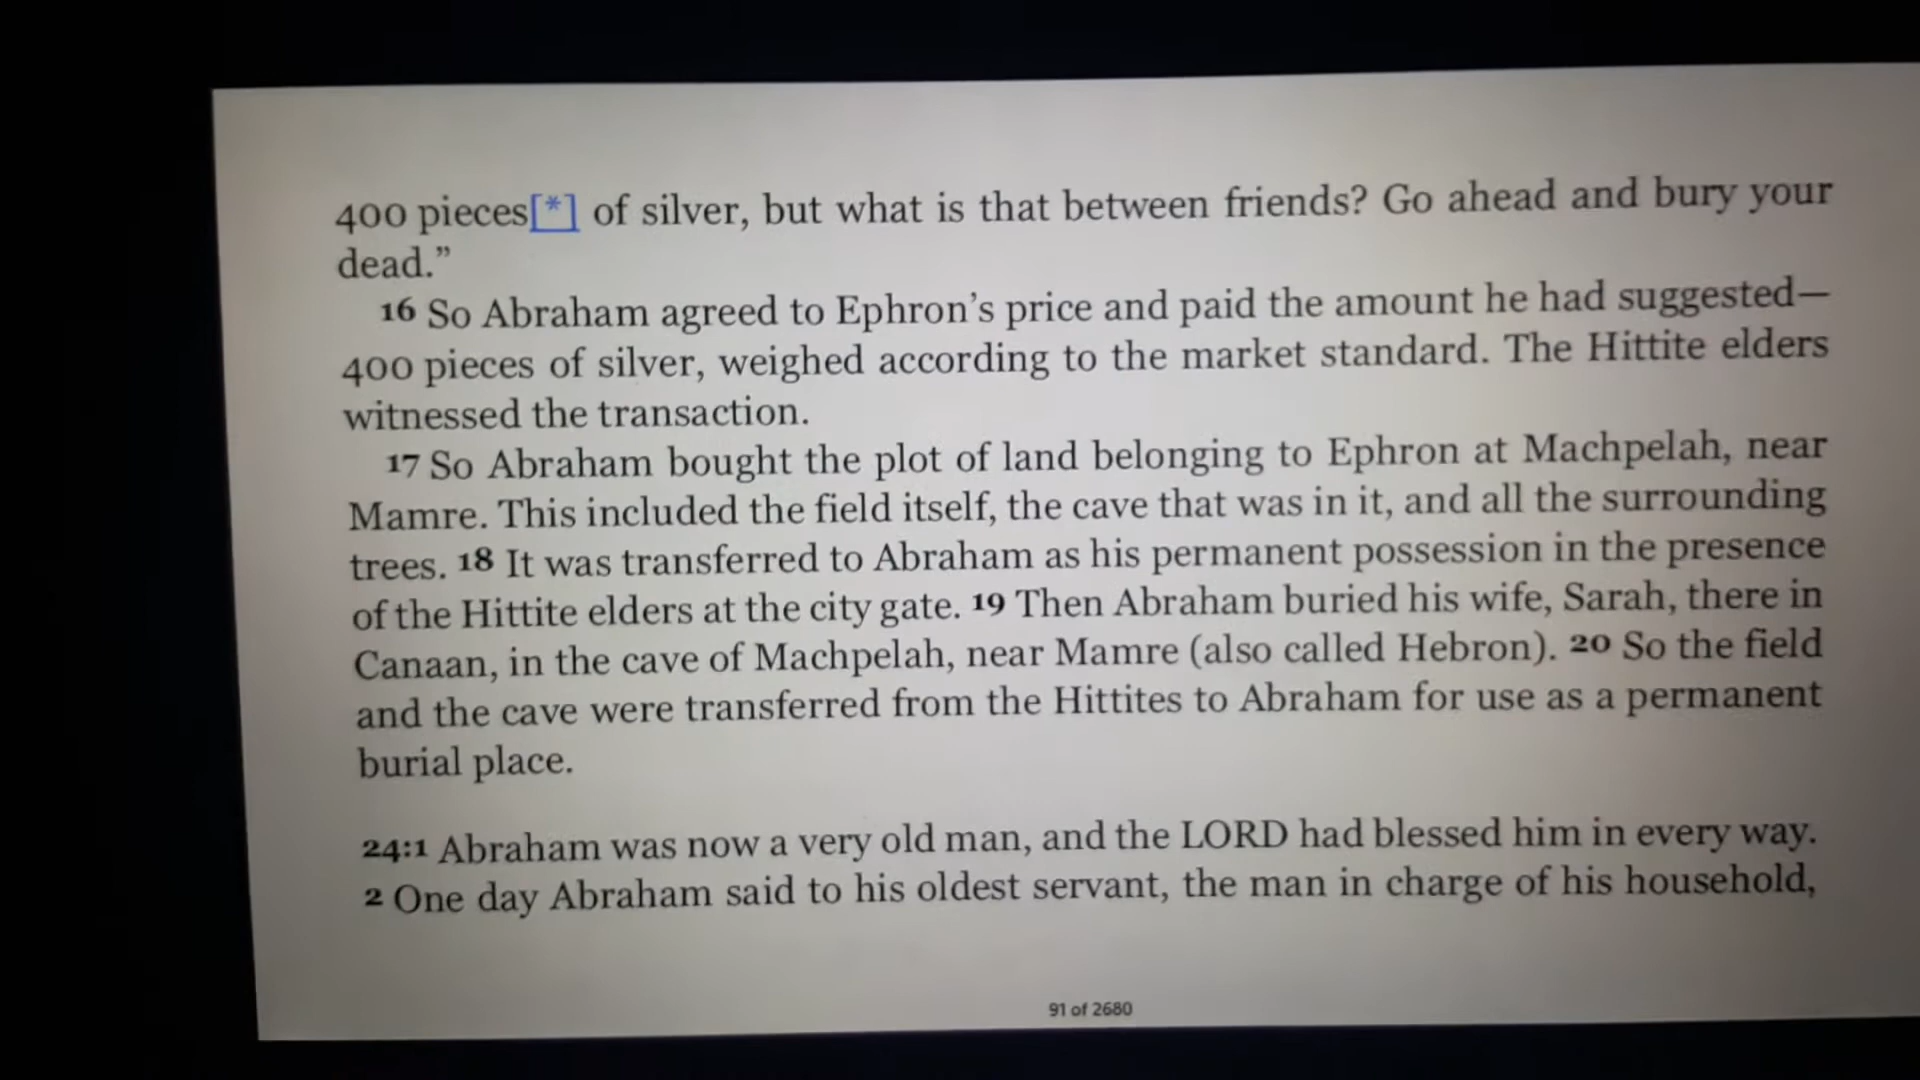 400 pieces[*] of silver, but what is that between friends? Go ahead and bury your
dead.”
16 So Abraham agreed to Ephron’s price and paid the amount he had suggested—
400 pieces of silver, weighed according to the market standard. The Hittite elders
witnessed the transaction.
17 So Abraham bought the plot of land belonging to Ephron at Machpelah, near
Mamre. This included the field itself, the cave that was in it, and all the surrounding
trees. 18 It was transferred to Abraham as his permanent possession in the presence
of the Hittite elders at the city gate. 19 Then Abraham buried his wife, Sarah, there in
Canaan, in the cave of Machpelah, near Mamre (also called Hebron). 20 So the field
and the cave were transferred from the Hittites to Abraham for use as a permanent
burial place.
24:1 Abraham was now a very old man, and the LORD had blessed him in every way.
2 One day Abraham said to his oldest servant, the man in charge of his household,
91 of 2680